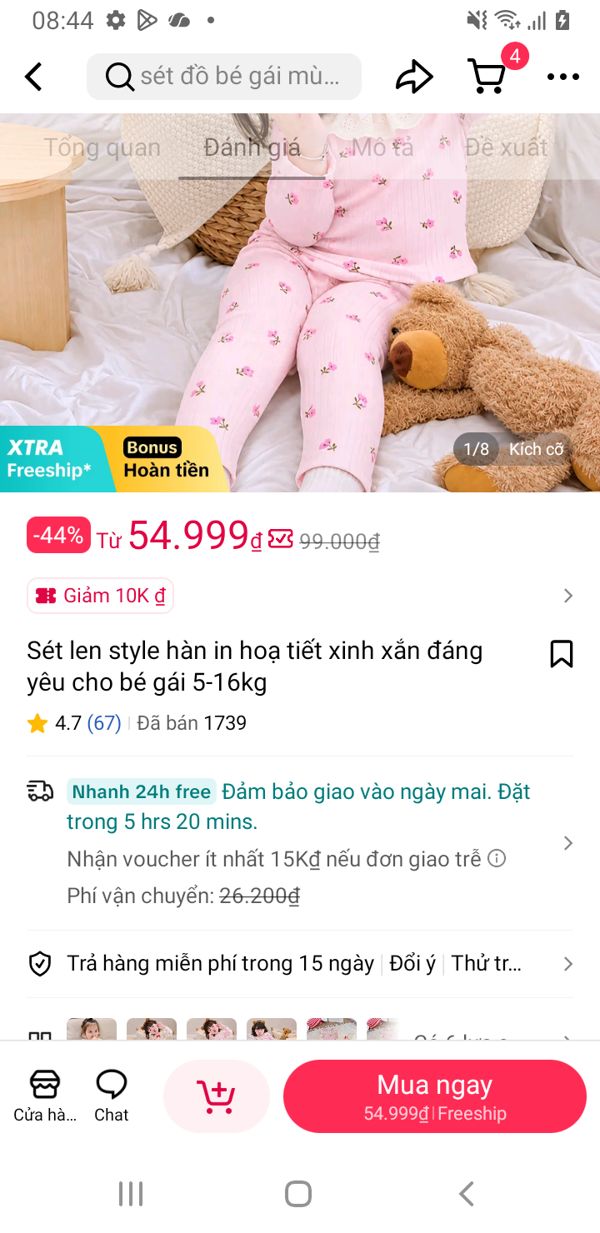 08:44
sét đồ bé gái mù...
4
Tổng quan Đánh giá Mô tả Đề xuất
XTRA
Freeship*
Bonus
Hoàn tiền
1/8 Kích cỡ
-44% Từ 54.999₫ 99.000₫
Giảm 10K ₫
Sét len style hàn in hoạ tiết xinh xắn đáng
yêu cho bé gái 5-16kg
4.7 (67) Đã bán 1739
Nhanh 24h free Đảm bảo giao vào ngày mai. Đặt
trong 5 hrs 20 mins.
Nhận voucher ít nhất 15K₫ nếu đơn giao trễ
Phí vận chuyển: 26.200₫
Trả hàng miễn phí trong 15 ngày Đổi ý Thử tr...
Cửa hà... Chat
Mua ngay
54.999₫ Freeship